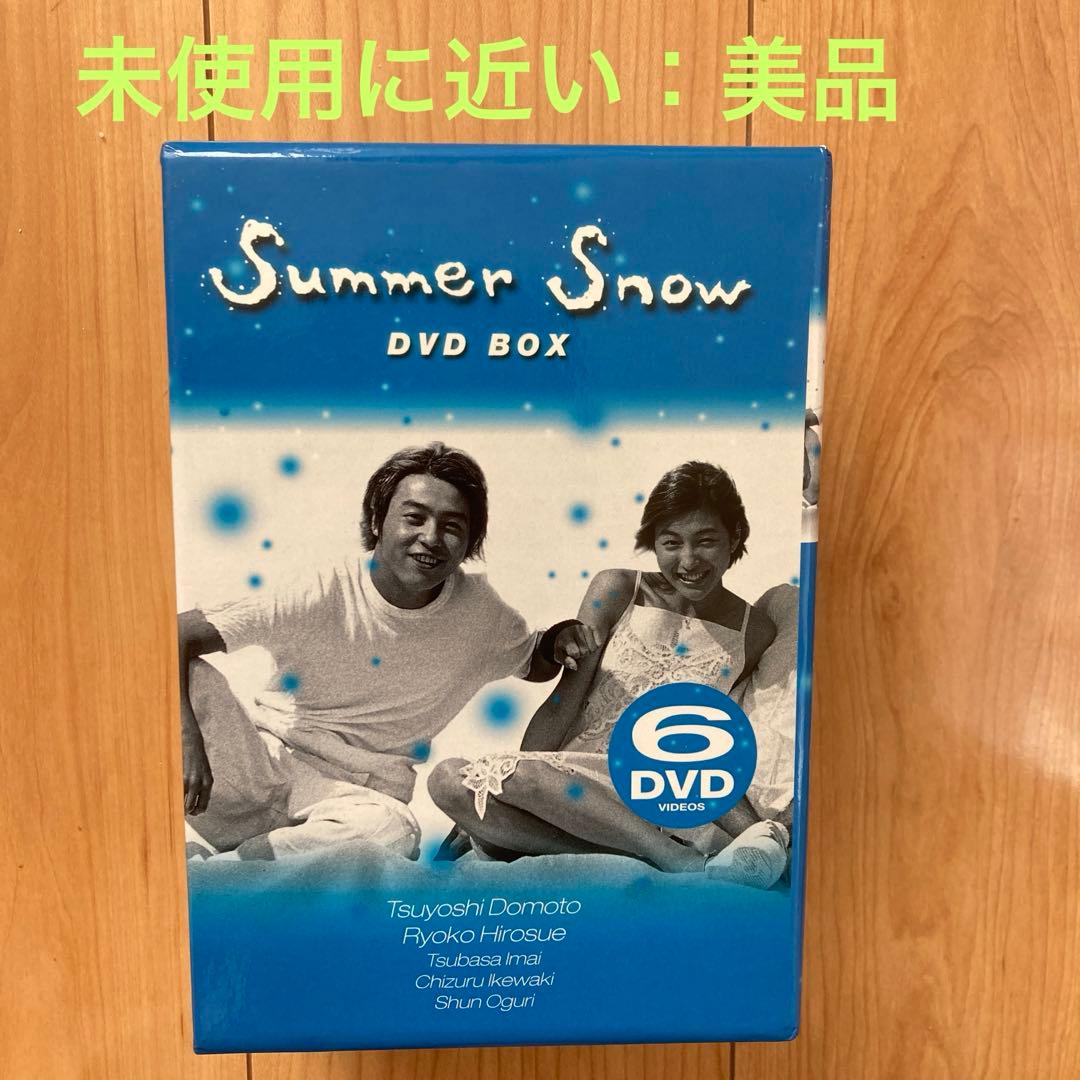 未使用に近い：美品
Summer Snow
DVD BOX
6
DVD
VIDEOS
Tsuyoshi Domoto
Ryoko Hirosue
Tsubasa Imai
Chizuru Ikewaki
Shun Oguri